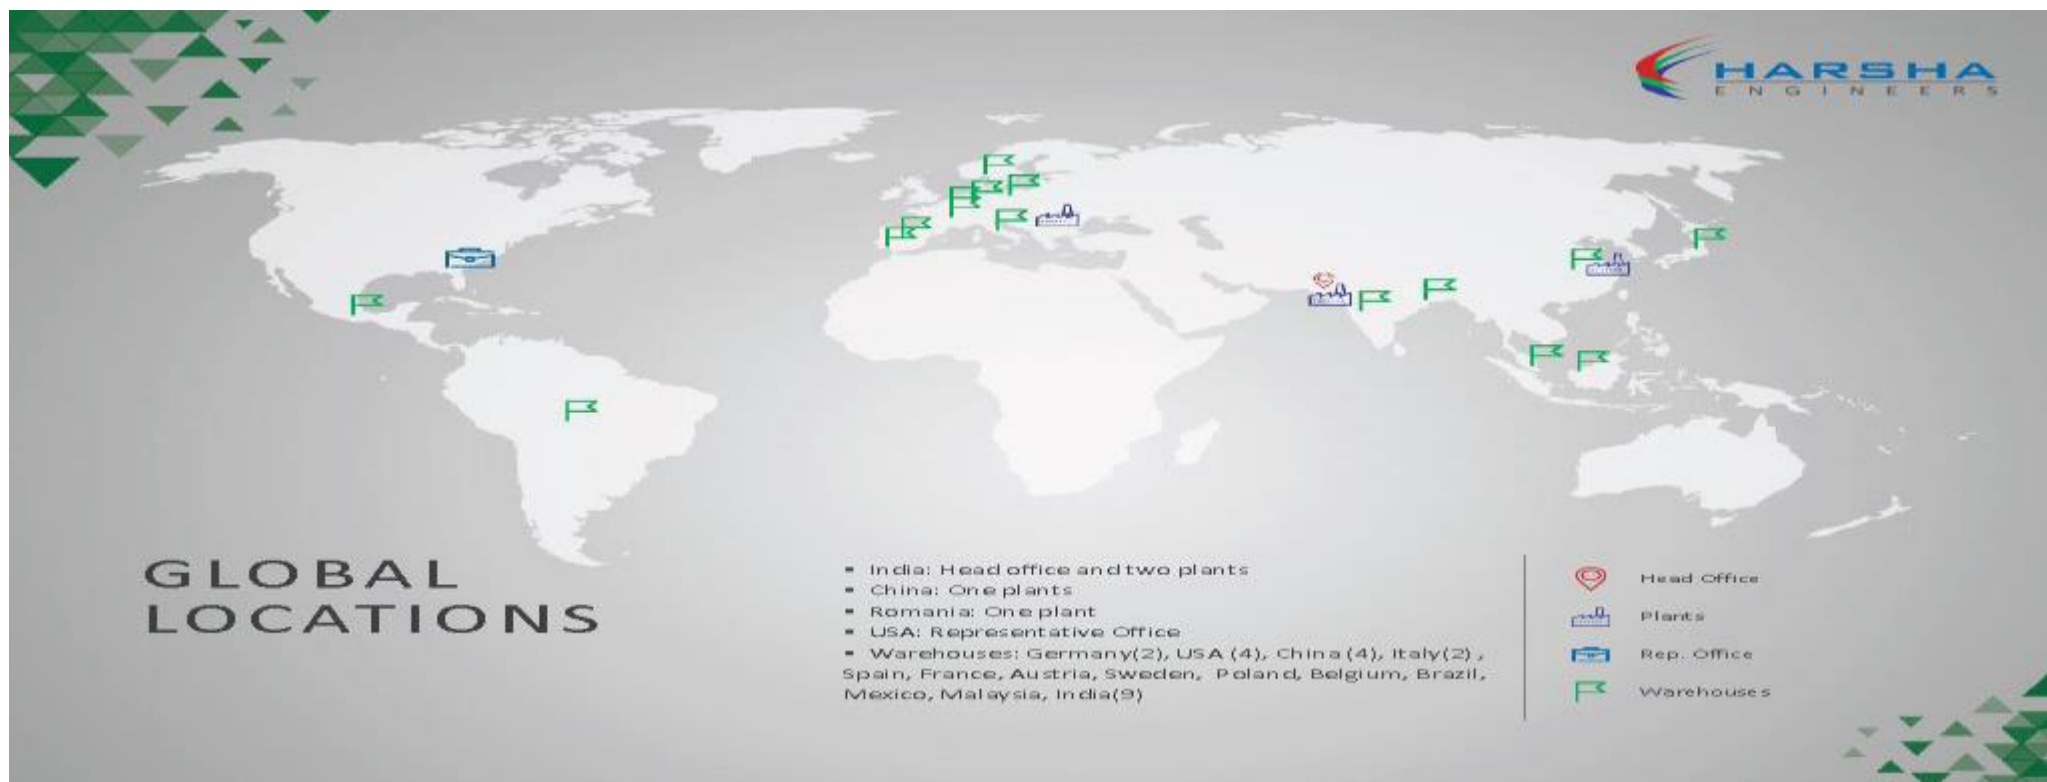 HARSHA
ENGINEERS
GLOBAL
LOCATIONS
▪ India: Head office and two plants
▪ China: One plants
▪ Romania: One plant
▪ USA: Representative Office
▪ Warehouses: Germany(2), USA (4), China (4), Italy(2) ,
Spain, France, Austria, Sweden, Poland, Belgium, Brazil,
Mexico, Malaysia, India(9)
Head Office
Plants
Rep. Office
Warehouses